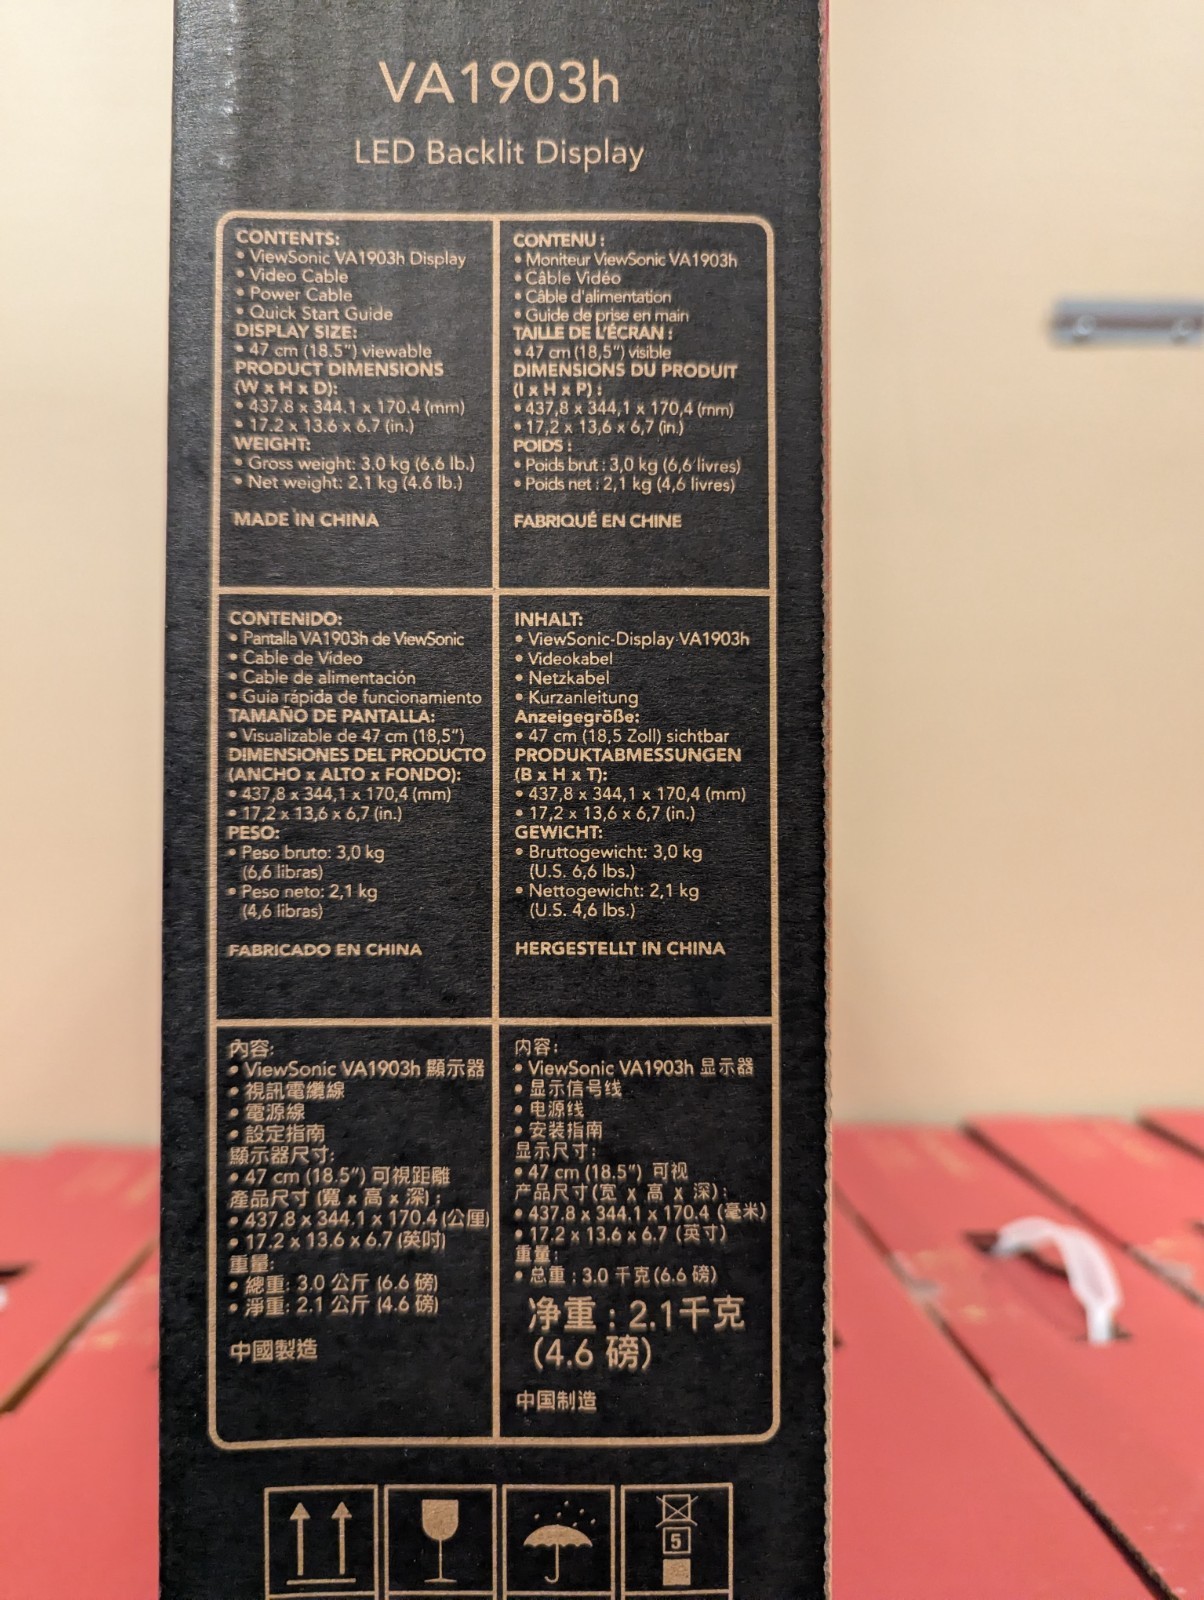 VA1903h
LED Backlit Display
CONTENTS:
• ViewSonic VA1903h Display
• Video Cable
• Power Cable
• Quick Start Guide
DISPLAY SIZE:
• 47 cm (18.5") viewable
PRODUCT DIMENSIONS
(W x H x D):
• 437.8 x 344.1 x 170.4 (mm)
• 17.2 x 13.6 x 6.7 (in.)
WEIGHT:
• Gross weight: 3.0 kg (6.6 lb.)
• Net weight: 2.1 kg (4.6 lb.)
MADE IN CHINA
CONTENU :
• Moniteur ViewSonic VA1903h
• Câble Vidéo
• Câble d'alimentation
• Guide de prise en main
TAILLE DE L'ÉCRAN :
• 47 cm (18,5") visible
DIMENSIONS DU PRODUIT
(l x H x P) :
• 437,8 x 344,1 x 170,4 (mm)
• 17,2 x 13,6 x 6,7 (in.)
POIDS :
• Poids brut : 3,0 kg (6,6 livres)
• Poids net : 2,1 kg (4,6 livres)
FABRIQUÉ EN CHINE
CONTENIDO:
• Pantalla VA1903h de ViewSonic
• Cable de Vídeo
• Cable de alimentación
• Guía rápida de funcionamiento
TAMAÑO DE PANTALLA:
• Visualizable de 47 cm (18,5")
DIMENSIONES DEL PRODUCTO
(ANCHO x ALTO x FONDO):
• 437,8 x 344,1 x 170,4 (mm)
• 17,2 x 13,6 x 6,7 (in.)
PESO:
• Peso bruto: 3,0 kg
(6,6 libras)
• Peso neto: 2,1 kg
(4,6 libras)
FABRICADO EN CHINA
INHALT:
• ViewSonic-Display VA1903h
• Videokabel
• Netzkabel
• Kurzanleitung
Anzeigegröße:
• 47 cm (18,5 Zoll) sichtbar
PRODUKTABMESSUNGEN
(B x H x T):
• 437,8 x 344,1 x 170,4 (mm)
• 17,2 x 13,6 x 6,7 (in.)
GEWICHT:
• Bruttogewicht: 3,0 kg
(U.S. 6,6 lbs.)
• Nettogewicht: 2,1 kg
(U.S. 4,6 lbs.)
HERGESTELLT IN CHINA
內容:
• ViewSonic VA1903h 顯示器
• 視訊電纜線
• 電源線
• 設定指南
顯示器尺寸:
• 47 cm (18.5") 可視距離
產品尺寸 (寬 x 高 x 深) :
• 437.8 x 344.1 x 170.4 (公厘)
• 17.2 x 13.6 x 6.7 (英吋)
重量:
• 總重: 3.0 公斤 (6.6 磅)
• 淨重: 2.1 公斤 (4.6 磅)
中國製造
内容:
• ViewSonic VA1903h 显示器
• 显示信号线
• 电源线
• 安装指南
显示尺寸:
• 47 cm (18.5") 可视
产品尺寸(宽 x 高 x 深) :
• 437.8 x 344.1 x 170.4 (毫米)
• 17.2 x 13.6 x 6.7 (英寸)
重量:
• 总重 : 3.0 千克(6.6 磅)
净重 : 2.1千克
(4.6 磅)
中国制造
5